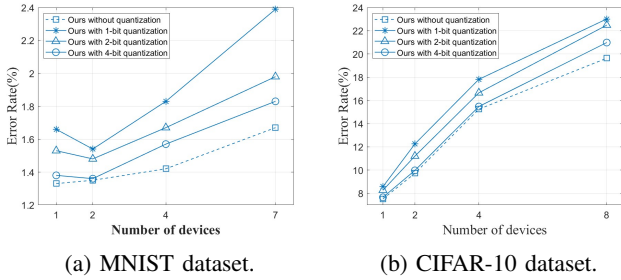 2.4
2.2
2
1.8
1.6
1.4
1.2
Error Rate(%)
Ours without quantization
Ours with 1-bit quantization
Ours with 2-bit quantization
Ours with 4-bit quantization
1 2 4 7
Number of devices
(a) MNIST dataset.
24
22
20
18
16
14
12
10
8
Error Rate(%)
Ours without quantization
Ours with 1-bit quantization
Ours with 2-bit quantization
Ours with 4-bit quantization
1 2 4 8
Number of devices
(b) CIFAR-10 dataset.